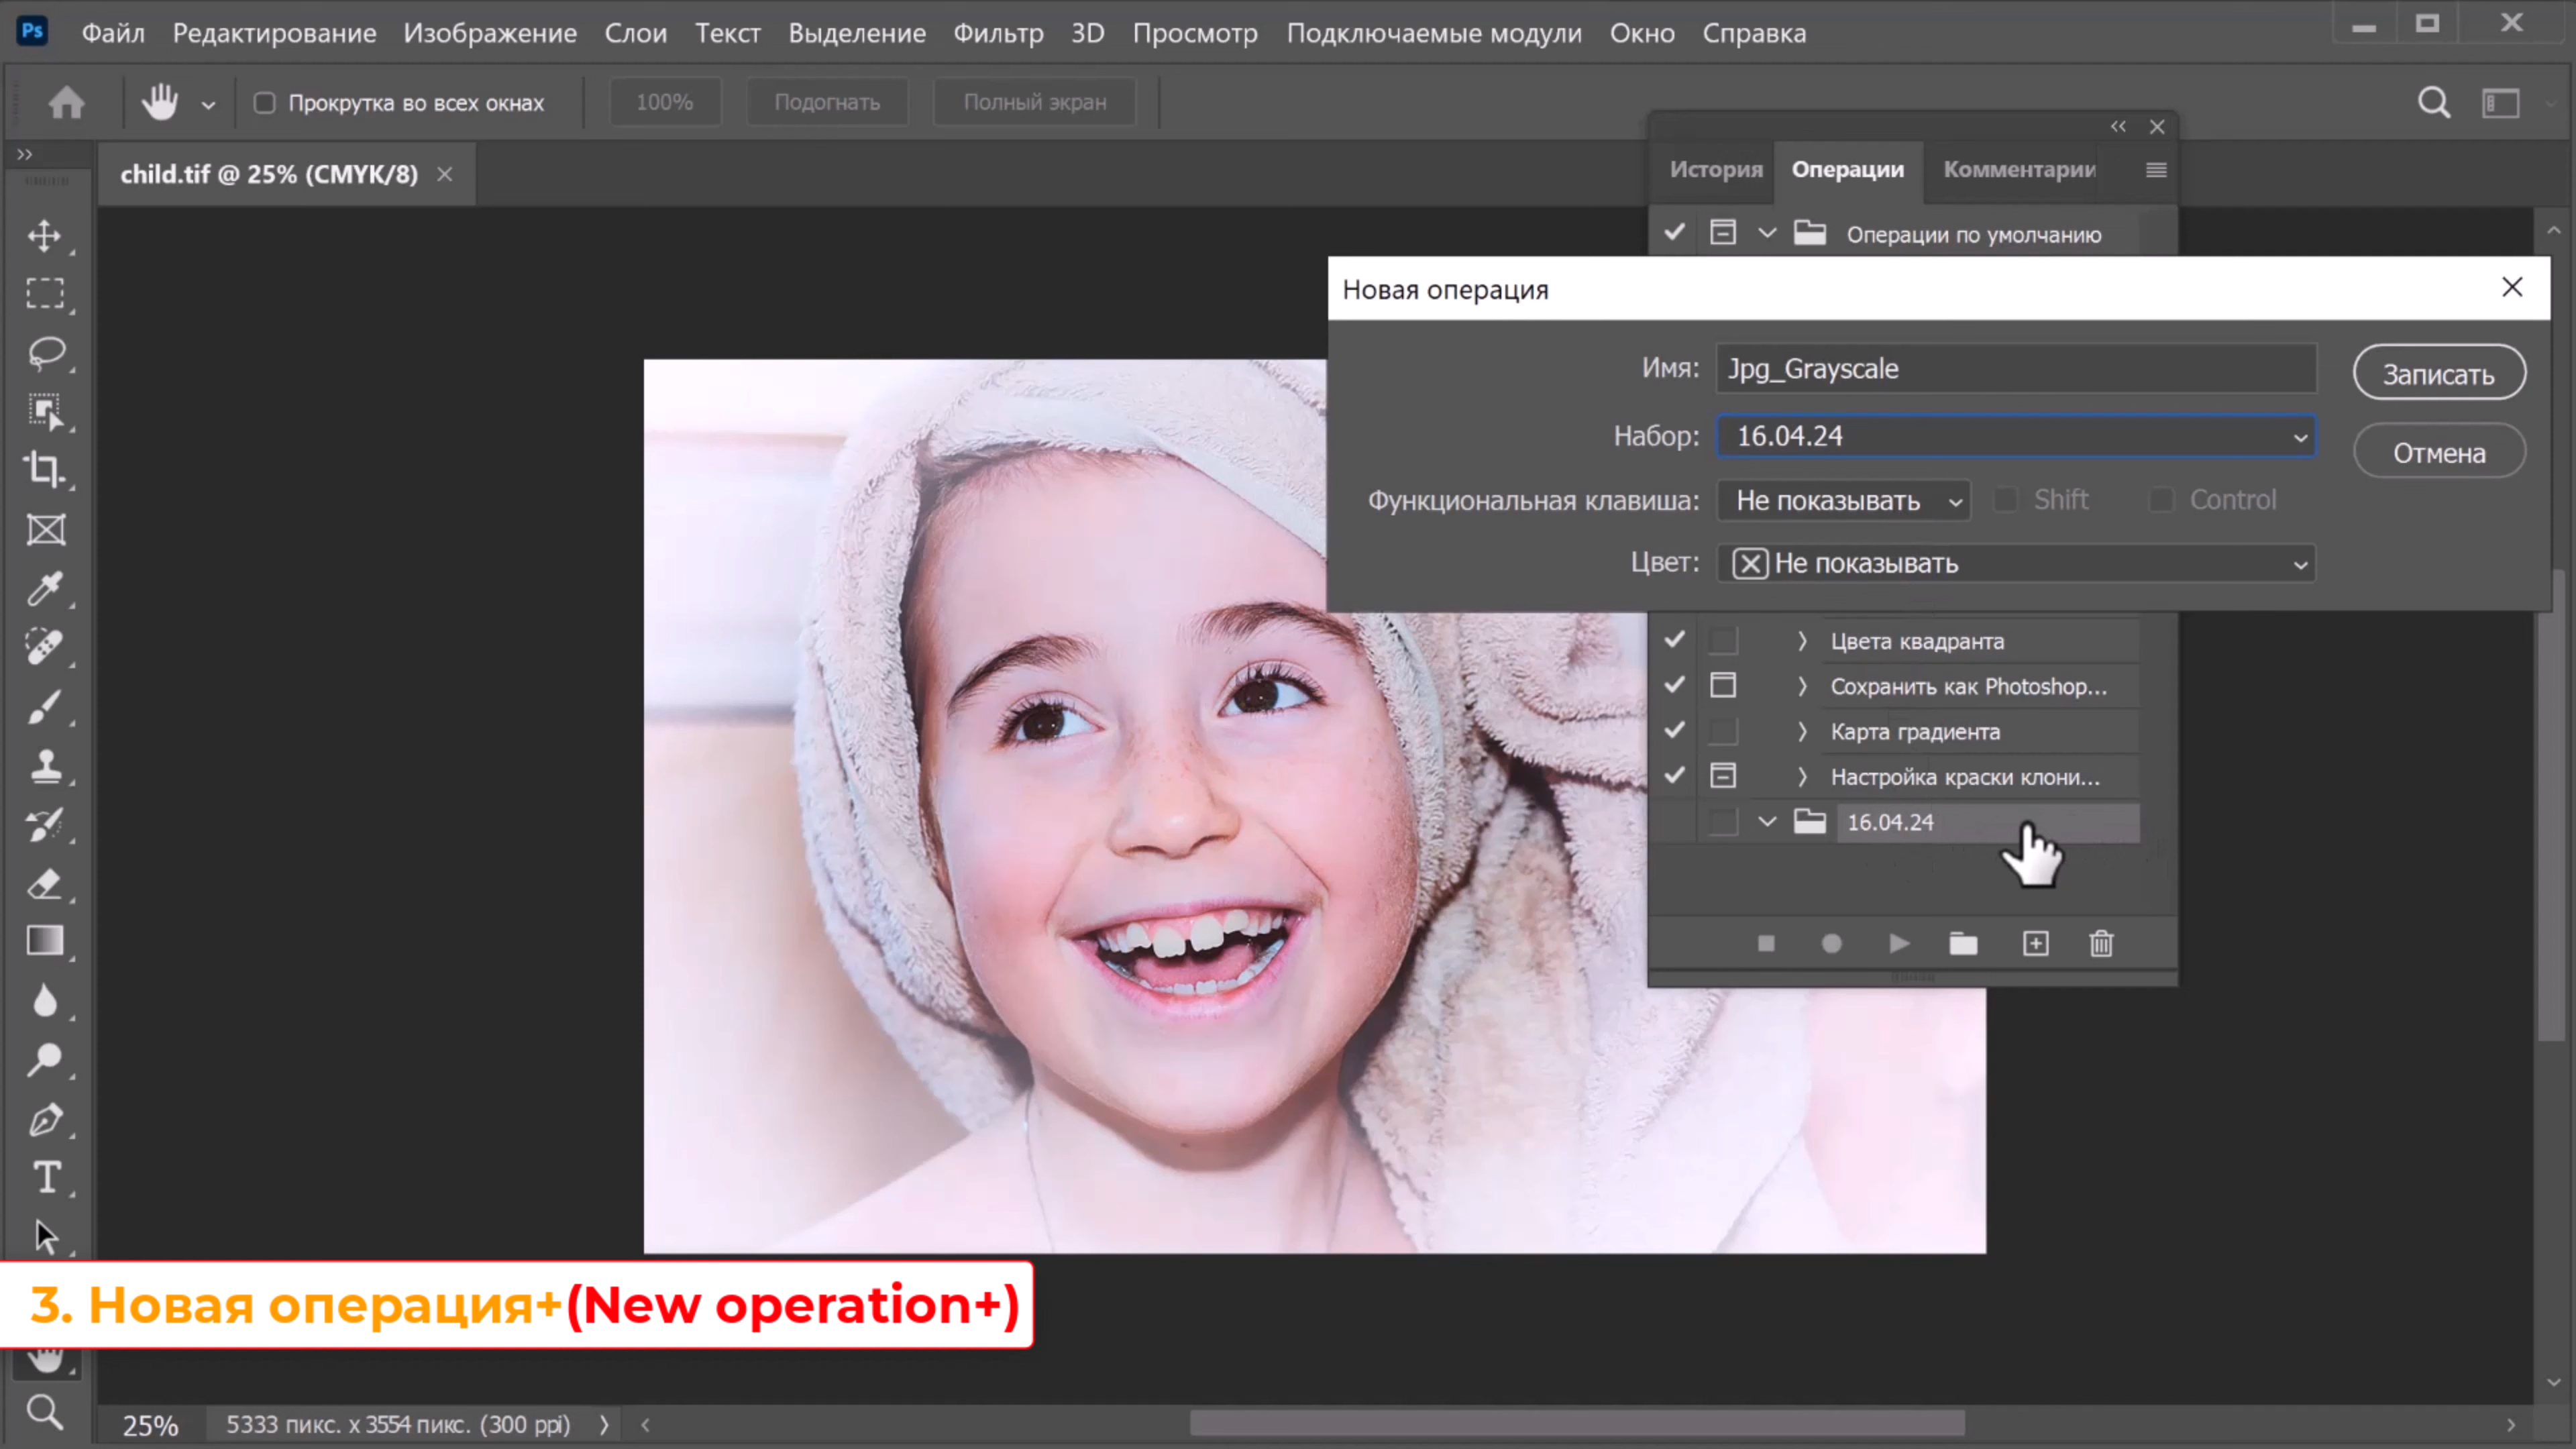 Ps Файл Редактирование Изображение Слои Текст Выделение Фильтр 3D Просмотр Подключаемые модули Окно Справка
Прокрутка во всех окнах 100% Подогнать Полный экран
child.tif @ 25% (CMYK/8)
История Операции Комментарии
Операции по умолчанию
Новая операция
Имя: Jpg_Grayscale Записать
Набор: 16.04.24 Отмена
Функциональная клавиша: Не показывать Shift Control
Цвет: Не показывать
Цвета квадранта
Сохранить как Photoshop...
Карта градиента
Настройка краски клони...
16.04.24
3. Новая операция+(New operation+)
25% 5333 пикс. x 3554 пикс. (300 ppi)